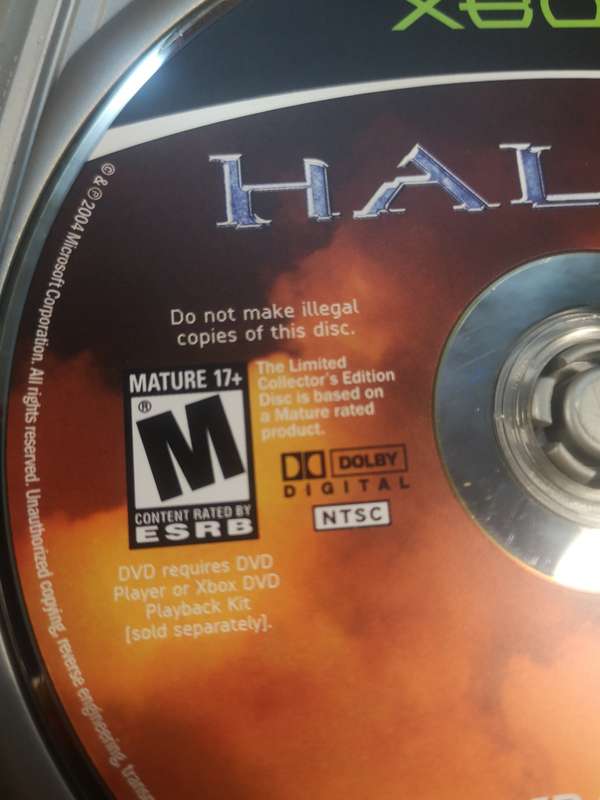 XBO
HAL
Do not make illegal
copies of this disc.
MATURE 17+
M
®
CONTENT RATED BY
ESRB
The Limited
Collector's Edition
Disc is based on
a Mature rated
product.
DOLBY
DIGITAL
NTSC
DVD requires DVD
Player or Xbox DVD
Playback Kit
[sold separately].
© & ℗ 2004 Microsoft Corporation. All rights reserved. Unauthorized copying, reverse engineering, trans